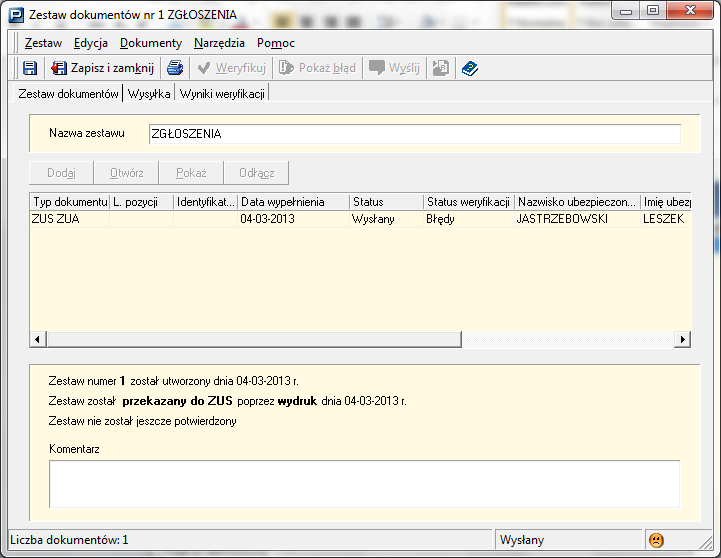 Zestaw dokumentów nr 1 ZGŁOSZENIA
Zestaw Edycja Dokumenty Narzędzia Pomoc
Zapisz i zamknij Weryfikuj Pokaż błąd Wyślij
Zestaw dokumentów Wysyłka Wyniki weryfikacji
Nazwa zestawu ZGŁOSZENIA
Dodaj Otwórz Pokaż Odłącz
Typ dokumentu L. pozycji Identyfikat... Data wypełnienia Status Status weryfikacji Nazwisko ubezpieczon... Imię ubezp
ZUS ZUA 04-03-2013 Wysłany Błędy JASTRZEBOWSKI LESZEK
Zestaw numer 1 został utworzony dnia 04-03-2013 r.
Zestaw został przekazany do ZUS poprzez wydruk dnia 04-03-2013 r.
Zestaw nie został jeszcze potwierdzony
Komentarz
Liczba dokumentów: 1 Wysłany